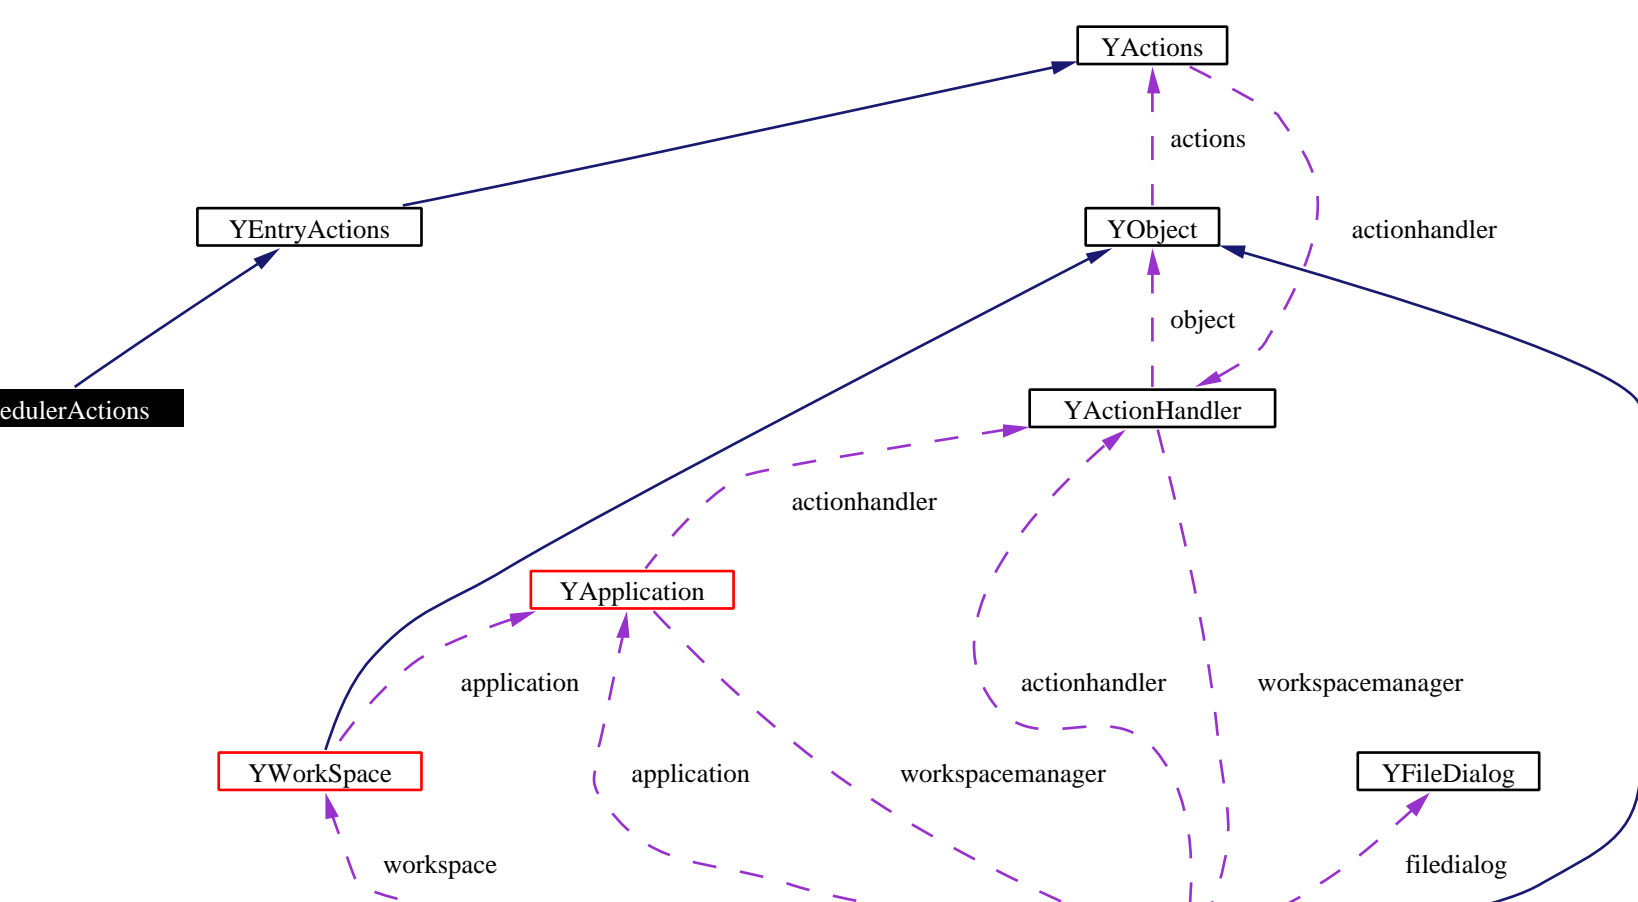 YActions
actions
YEntryActions
YObject
actionhandler
object
edulerActions
YActionHandler
actionhandler
YApplication
application
actionhandler
workspacemanager
YWorkSpace
application
workspacemanager
YFileDialog
workspace
filedialog